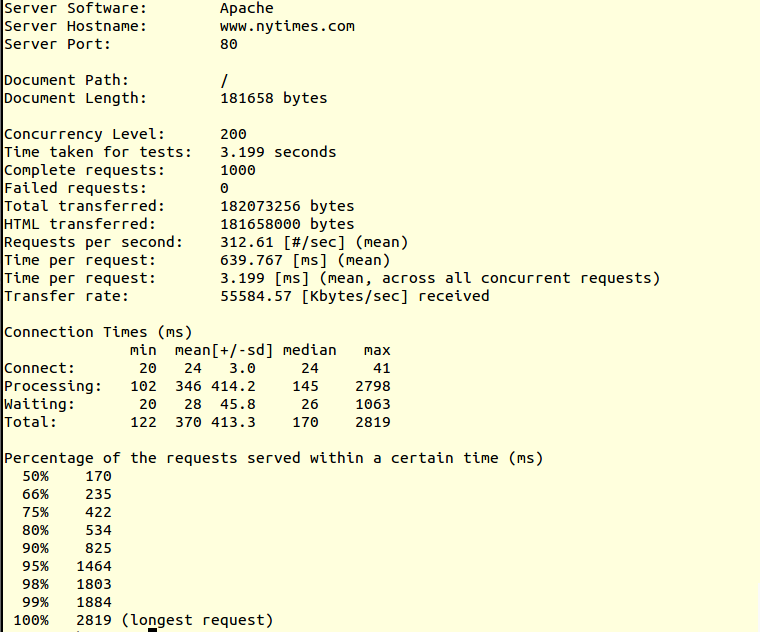 Server Software:        Apache
Server Hostname:        www.nytimes.com
Server Port:            80

Document Path:          /
Document Length:        181658 bytes

Concurrency Level:      200
Time taken for tests:   3.199 seconds
Complete requests:      1000
Failed requests:        0
Total transferred:      182073256 bytes
HTML transferred:       181658000 bytes
Requests per second:    312.61 [#/sec] (mean)
Time per request:       639.767 [ms] (mean)
Time per request:       3.199 [ms] (mean, across all concurrent requests)
Transfer rate:          55584.57 [Kbytes/sec] received

Connection Times (ms)
              min  mean[+/-sd] median   max
Connect:       20   24   3.0     24      41
Processing:   102  346 414.2    145    2798
Waiting:       20   28  45.8     26    1063
Total:        122  370 413.3    170    2819

Percentage of the requests served within a certain time (ms)
  50%    170
  66%    235
  75%    422
  80%    534
  90%    825
  95%   1464
  98%   1803
  99%   1884
 100%   2819 (longest request)